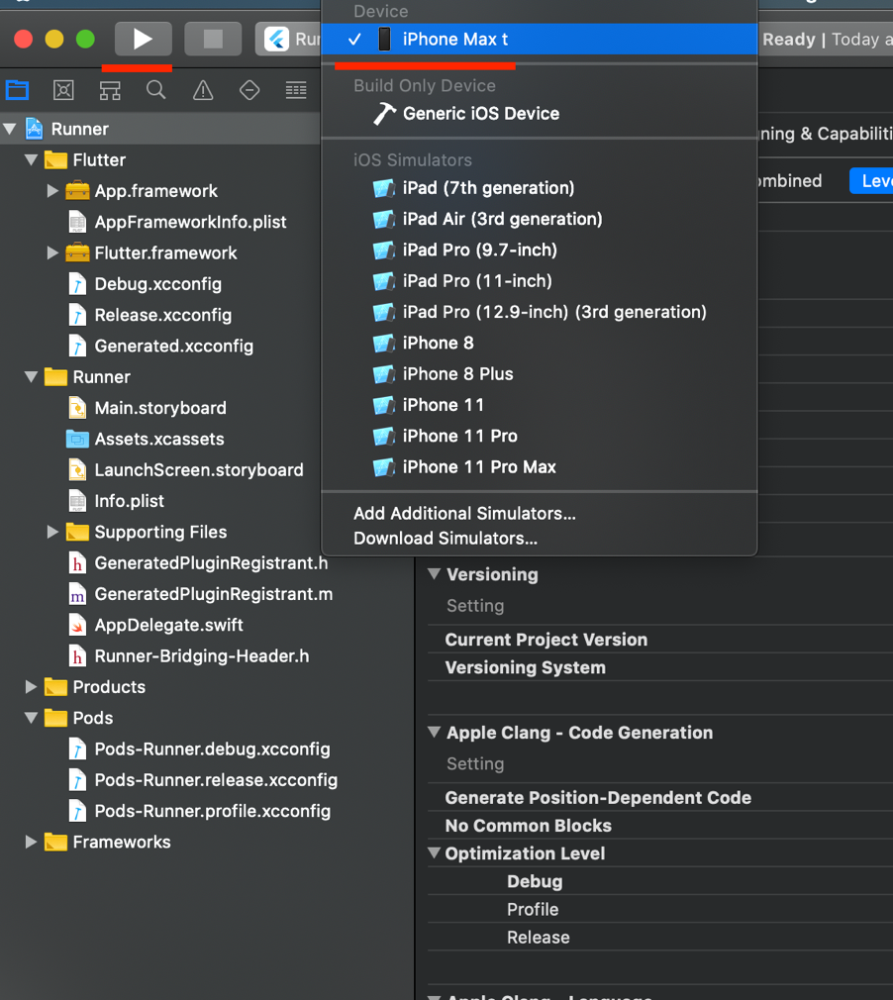 Device
iPhone Max t
Run
Ready | Today a
Build Only Device
Generic iOS Device
ning & Capabiliti
iOS Simulators
ombined
Leve
iPad (7th generation)
iPad Air (3rd generation)
iPad Pro (9.7-inch)
iPad Pro (11-inch)
iPad Pro (12.9-inch) (3rd generation)
iPhone 8
iPhone 8 Plus
iPhone 11
iPhone 11 Pro
iPhone 11 Pro Max
Add Additional Simulators...
Download Simulators...
Runner
Flutter
App.framework
AppFrameworkInfo.plist
Flutter.framework
Debug.xcconfig
Release.xcconfig
Generated.xcconfig
Runner
Main.storyboard
Assets.xcassets
LaunchScreen.storyboard
Info.plist
Supporting Files
GeneratedPluginRegistrant.h
GeneratedPluginRegistrant.m
AppDelegate.swift
Runner-Bridging-Header.h
Products
Pods
Pods-Runner.debug.xcconfig
Pods-Runner.release.xcconfig
Pods-Runner.profile.xcconfig
Frameworks
Versioning
Setting
Current Project Version
Versioning System
Apple Clang - Code Generation
Setting
Generate Position-Dependent Code
No Common Blocks
Optimization Level
Debug
Profile
Release
Apple Clang - Language